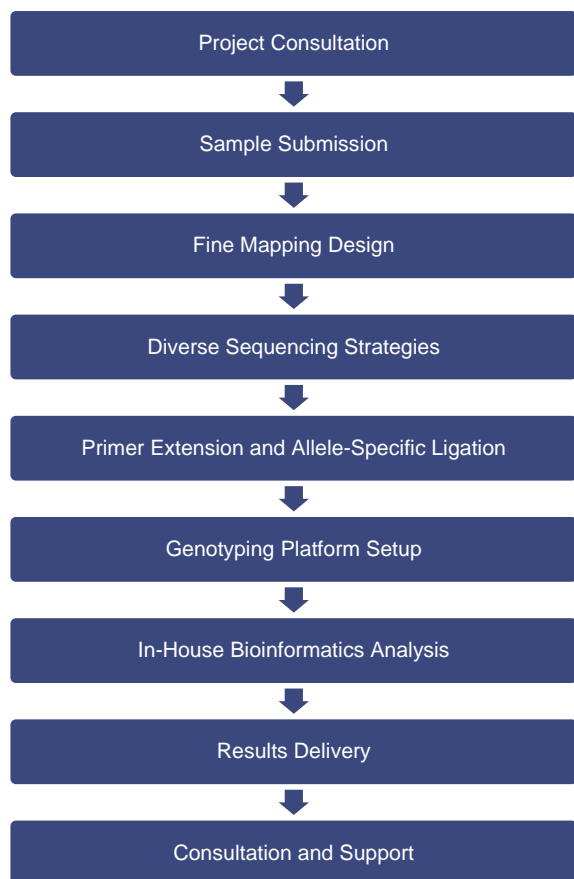 Project Consultation
Sample Submission
Fine Mapping Design
Diverse Sequencing Strategies
Primer Extension and Allele-Specific Ligation
Genotyping Platform Setup
In-House Bioinformatics Analysis
Results Delivery
Consultation and Support